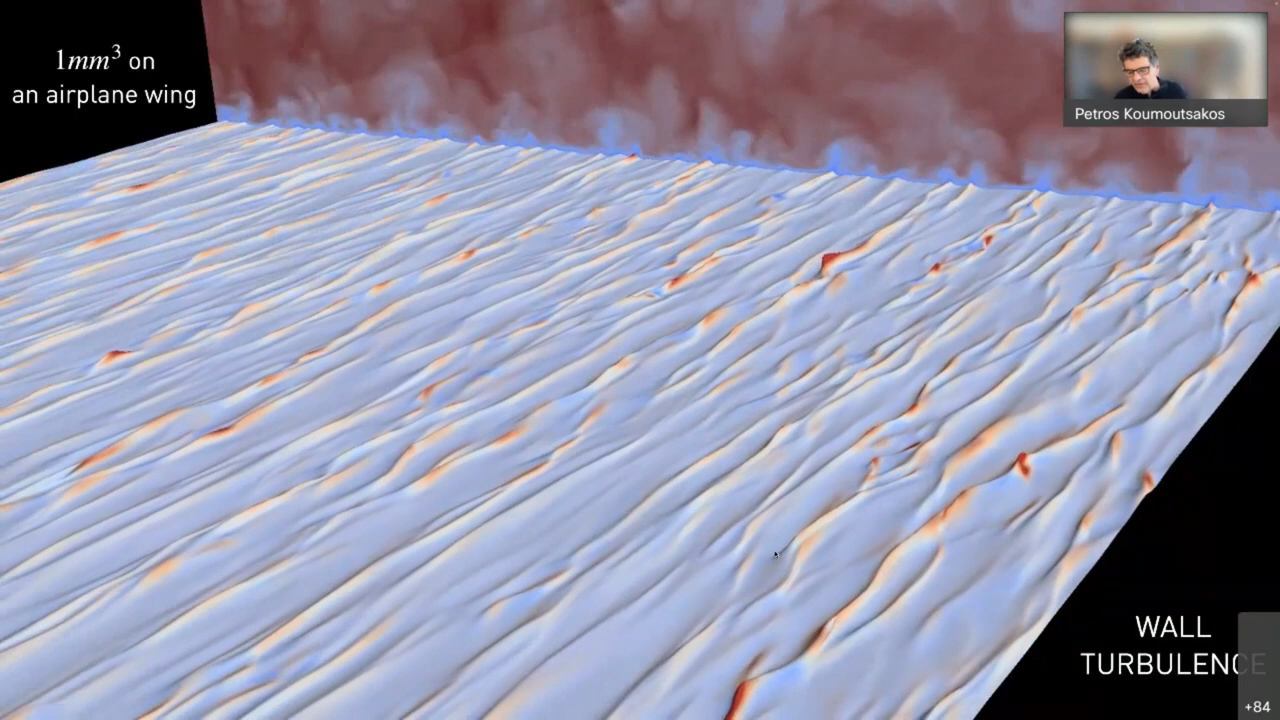 1mm³ on
an airplane wing
Petros Koumoutsakos
WALL
TURBULENCE
+84